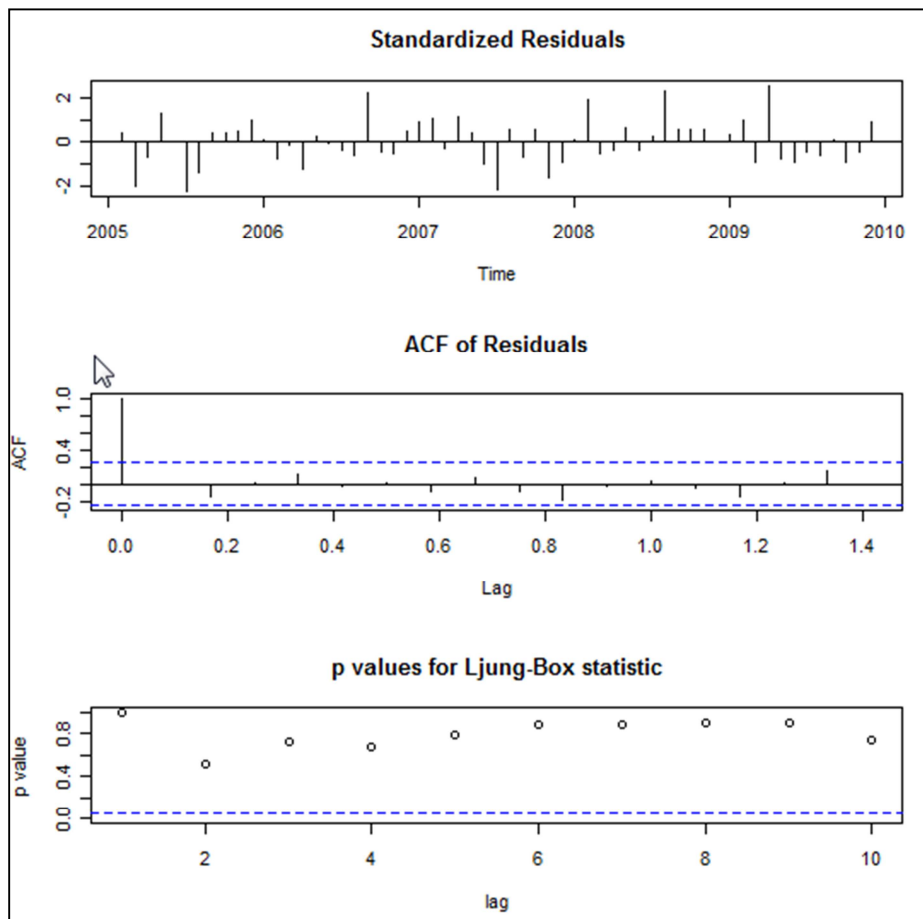 Standardized Residuals
2
0
-2
2005 2006 2007 2008 2009 2010
Time
ACF of Residuals
ACF
1.0
0.4
-0.2
0.0 0.2 0.4 0.6 0.8 1.0 1.2 1.4
Lag
p values for Ljung-Box statistic
p value
0.8
0.4
0.0
2 4 6 8 10
lag